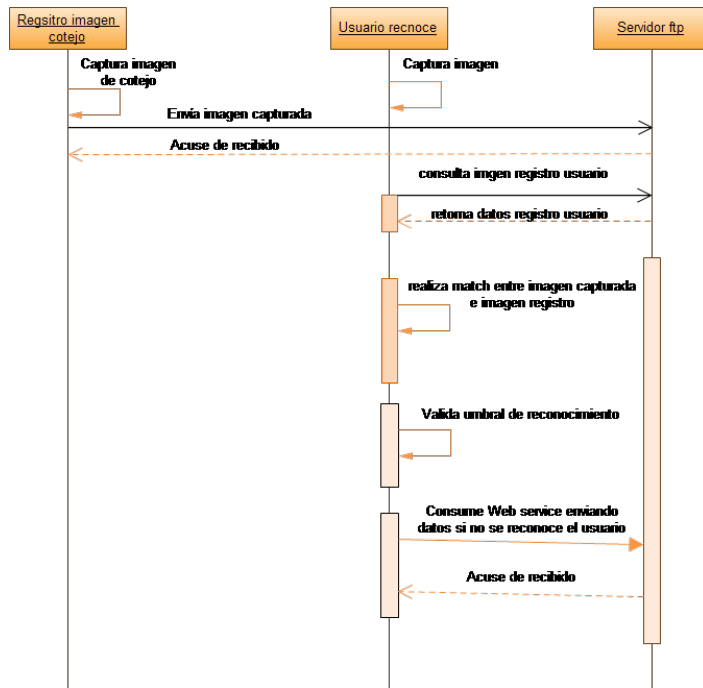 Regsitro imagen
cotejo
Usuario recnoce
Servidor ftp
Captura imagen
de cotejo
Captura imagen
Envía imagen capturada
Acuse de recibido
consulta imgen registro usuario
retorna datos registro usuario
realiza match entre imagen capturada
e imagen registro
Valida umbral de reconocimiento
Consume Web service enviando
datos si no se reconoce el usuario
Acuse de recibido